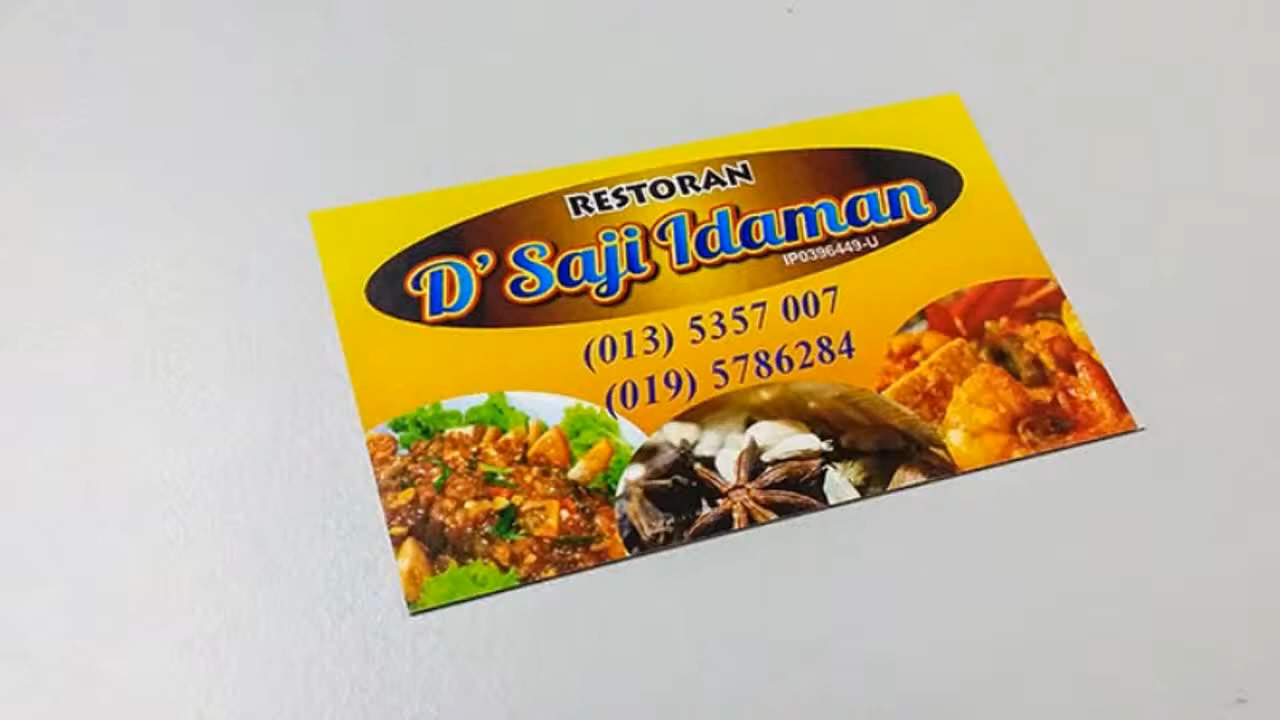 RESTORAN
D' Saji Idaman
IP0396449-U
(013) 5357 007
(019) 5786284